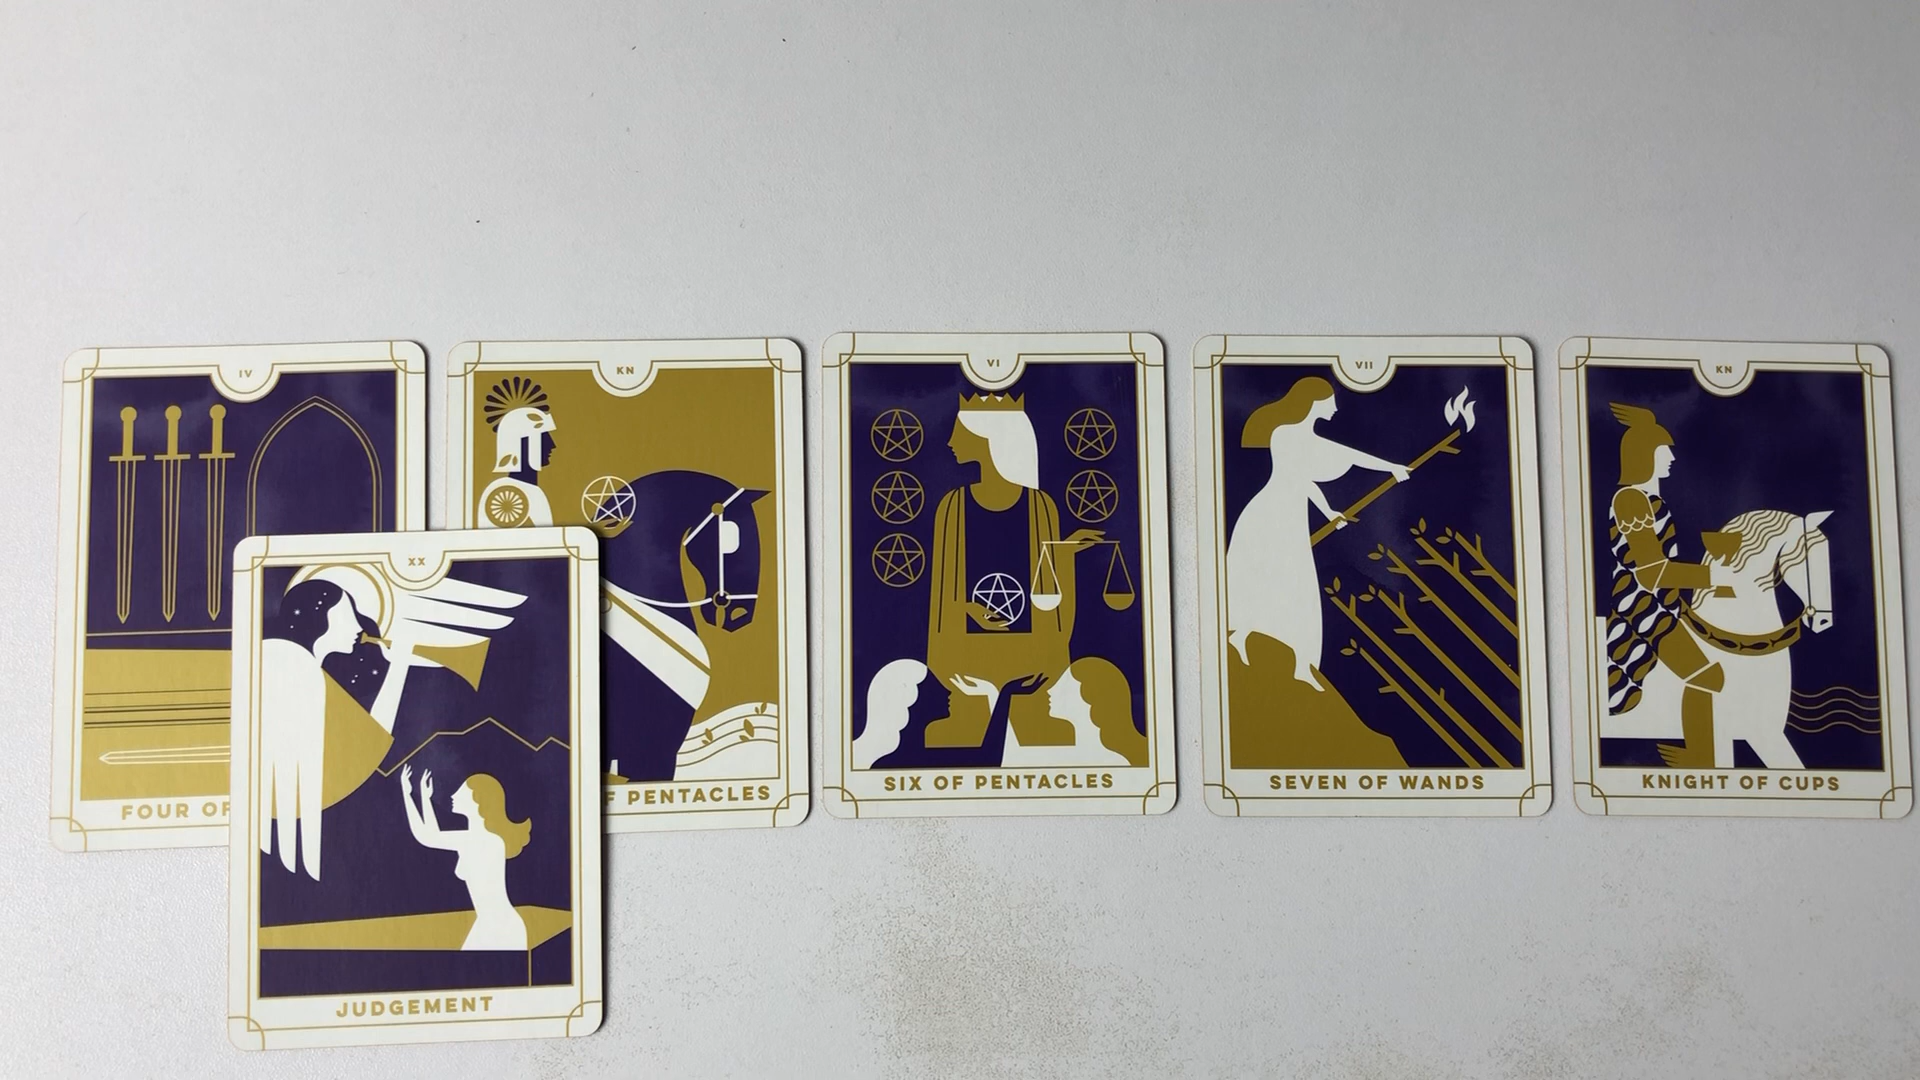 IV
FOUR OF
KN
F PENTACLES
VI
SIX OF PENTACLES
VII
SEVEN OF WANDS
KN
KNIGHT OF CUPS
XX
JUDGEMENT